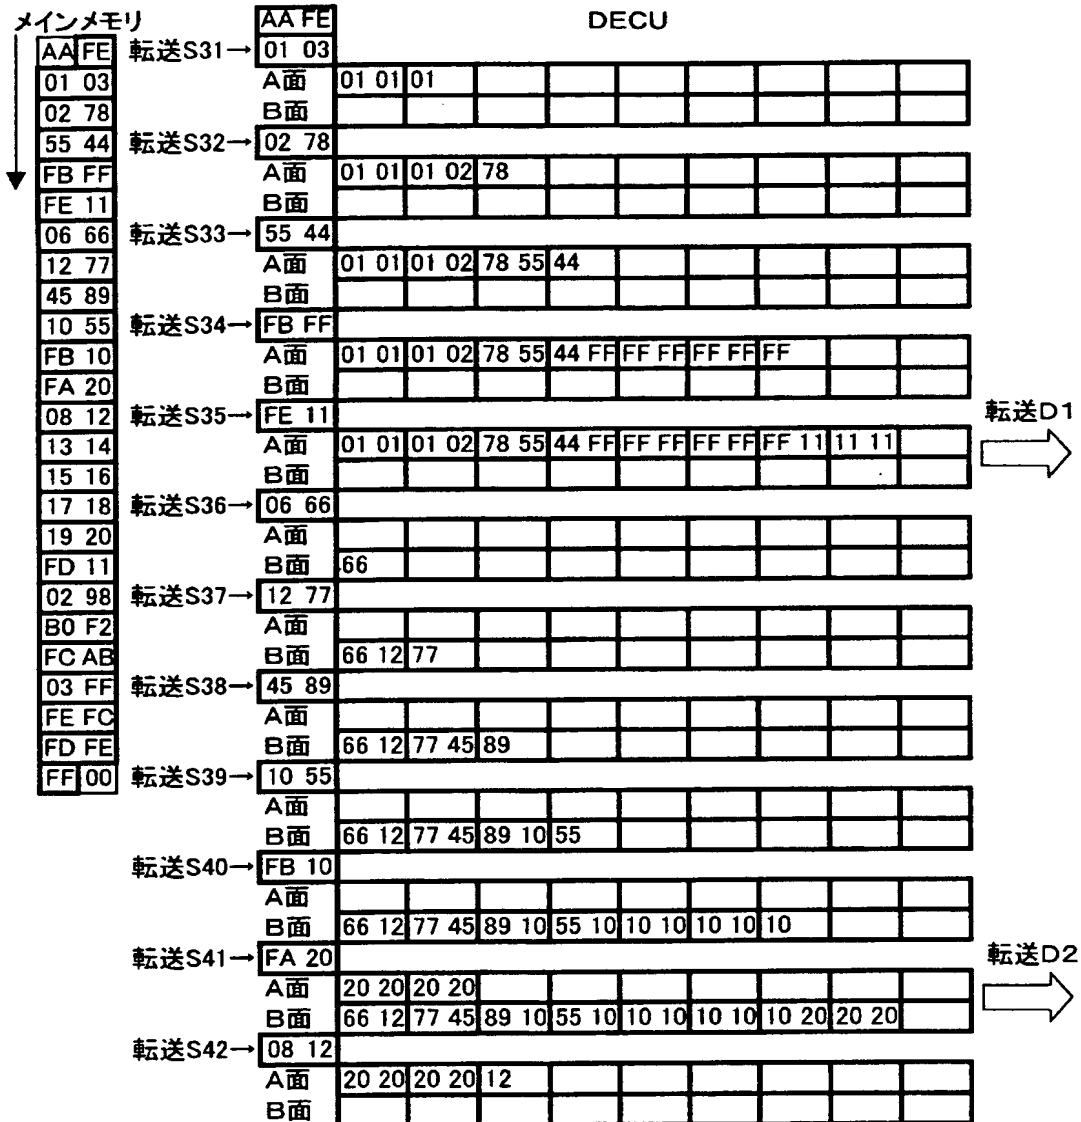 メインメモリ
AA FE
01 03
02 78
55 44
FB FF
FE 11
06 66
12 77
45 89
10 55
FB 10
FA 20
08 12
13 14
15 16
17 18
19 20
FD 11
02 98
B0 F2
FC AB
03 FF
FE FC
FD FE
FF 00
DECU
AA FE
転送S31→ 01 03
A面 01 01 01
B面
転送S32→ 02 78
A面 01 01 01 02 78
B面
転送S33→ 55 44
A面 01 01 01 02 78 55 44
B面
転送S34→ FB FF
A面 01 01 01 02 78 55 44 FF FF FF FF FF FF
B面
転送S35→ FE 11
A面 01 01 01 02 78 55 44 FF FF FF FF FF FF 11 11 11
B面
転送D1
転送S36→ 06 66
A面
B面 66
転送S37→ 12 77
A面
B面 66 12 77
転送S38→ 45 89
A面
B面 66 12 77 45 89
転送S39→ 10 55
A面
B面 66 12 77 45 89 10 55
転送S40→ FB 10
A面
B面 66 12 77 45 89 10 55 10 10 10 10 10 10
転送S41→ FA 20
A面 20 20 20 20
B面 66 12 77 45 89 10 55 10 10 10 10 10 10 20 20 20
転送D2
転送S42→ 08 12
A面 20 20 20 20 12
B面